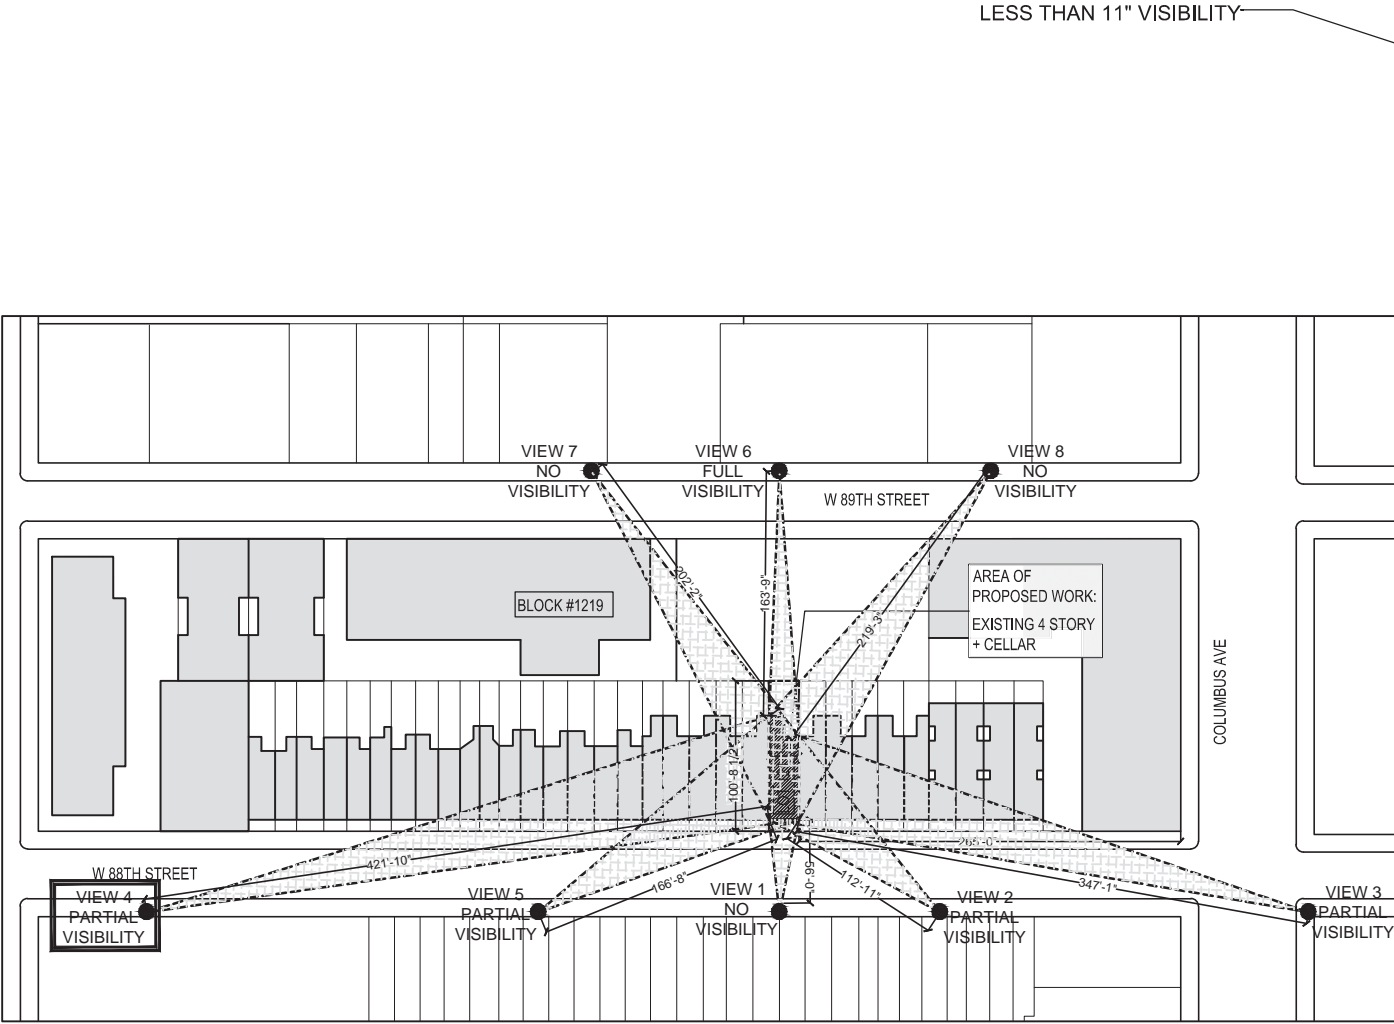 LESS THAN 11" VISIBILITY
VIEW 7
NO
VISIBILITY
VIEW 6
FULL
VISIBILITY
VIEW 8
NO
VISIBILITY
W 89TH STREET
202'-2"
163'-9"
219'-3"
AREA OF
PROPOSED WORK:
EXISTING 4 STORY
+ CELLAR
BLOCK #1219
COLUMBUS AVE
100'-8 1/2"
265'-0"
421'-10"
166'-8"
56'-0"
112'-11"
347'-1"
W 88TH STREET
VIEW 4
PARTIAL
VISIBILITY
VIEW 5
PARTIAL
VISIBILITY
VIEW 1
NO
VISIBILITY
VIEW 2
PARTIAL
VISIBILITY
VIEW 3
PARTIAL
VISIBILITY